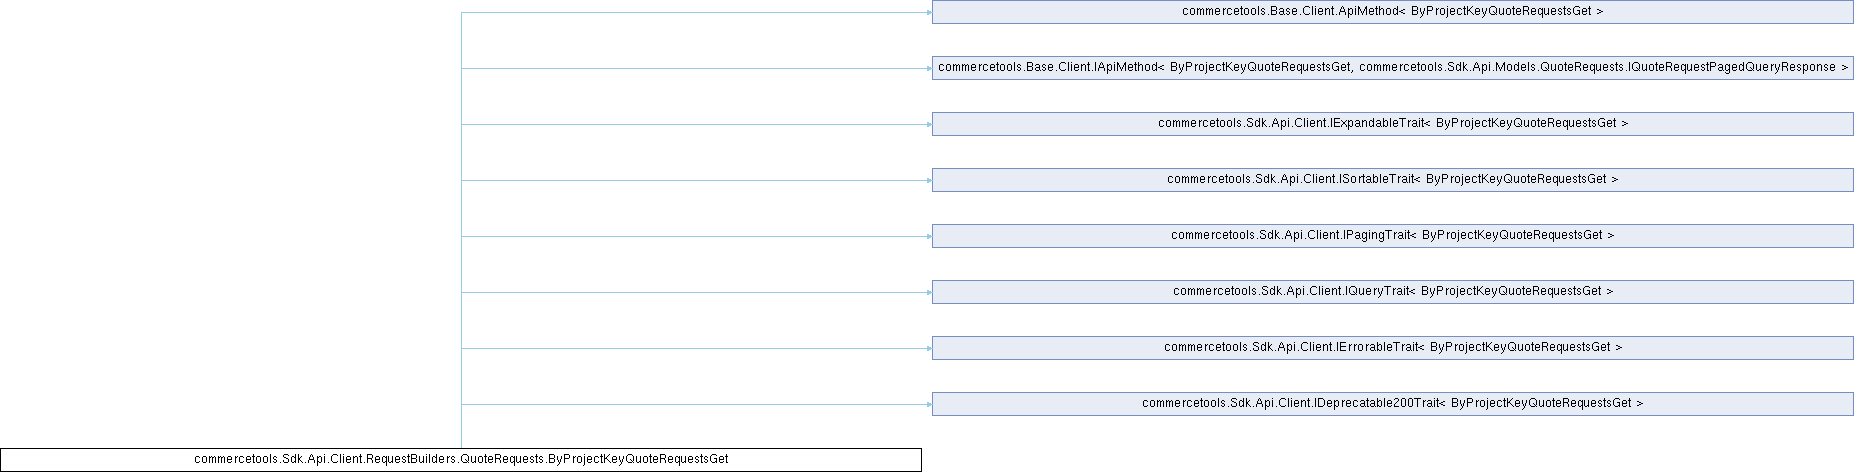 commercetools.Base.Client.ApiMethod< ByProjectKeyQuoteRequestsGet >
commercetools.Base.Client.IApiMethod< ByProjectKeyQuoteRequestsGet, commercetools.Sdk.Api.Models.QuoteRequests.IQuoteRequestPagedQueryResponse >
commercetools.Sdk.Api.Client.IExpandableTrait< ByProjectKeyQuoteRequestsGet >
commercetools.Sdk.Api.Client.ISortableTrait< ByProjectKeyQuoteRequestsGet >
commercetools.Sdk.Api.Client.IPagingTrait< ByProjectKeyQuoteRequestsGet >
commercetools.Sdk.Api.Client.IQueryTrait< ByProjectKeyQuoteRequestsGet >
commercetools.Sdk.Api.Client.IErrorableTrait< ByProjectKeyQuoteRequestsGet >
commercetools.Sdk.Api.Client.IDeprecatable200Trait< ByProjectKeyQuoteRequestsGet >
commercetools.Sdk.Api.Client.RequestBuilders.QuoteRequests.ByProjectKeyQuoteRequestsGet